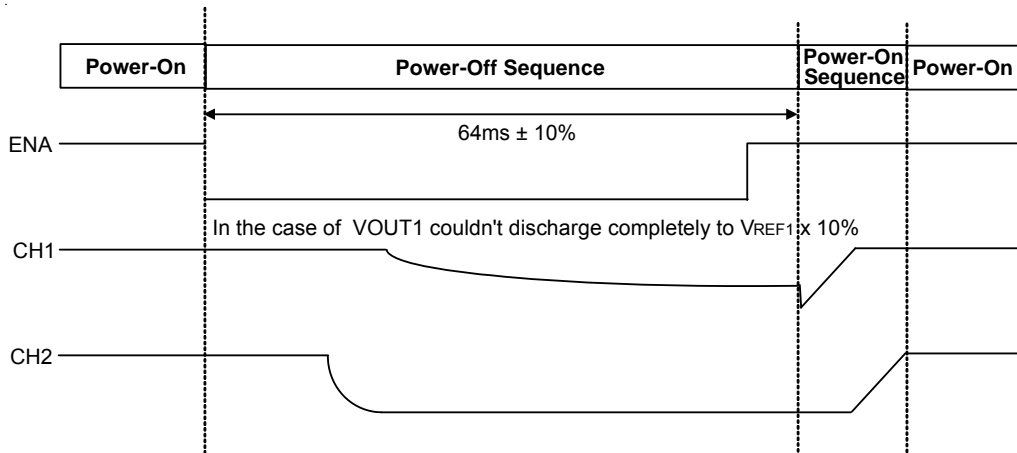 Power-On
Power-Off Sequence
Power-On
Sequence
Power-On
64ms ± 10%
ENA
In the case of VOUT1 couldn't discharge completely to VREF1 x 10%
CH1
CH2